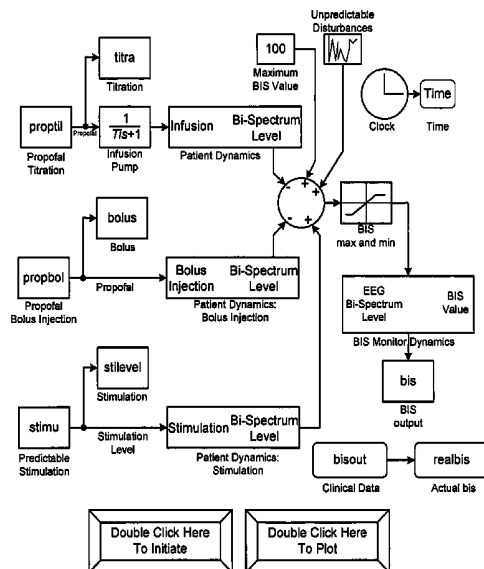 Unpredictable
Disturbances
titra
Titration
100
Maximum
BIS Value
Clock
Time
Time
proptil
Propofal
Titration
Propofal
1
Tis+1
Infusion
Pump
Infusion
Bi-Spectrum
Level
Patient Dynamics
- + +
- +
BIS
max and min
bolus
Bolus
propbol
Propofal
Bolus Injection
Propofal
Bolus
Injection
Bi-Spectrum
Level
Patient Dynamics:
Bolus Injection
EEG
Bi-Spectrum
Level
BIS
Value
BIS Monitor Dynamics
bis
BIS
output
stilevel
Stimulation
stimu
Predictable
Stimulation
Stimulation
Level
Stimulation
Bi-Spectrum
Level
Patient Dynamics:
Stimulation
bisout
Clinical Data
realbis
Actual bis
Double Click Here
To Initiate
Double Click Here
To Plot